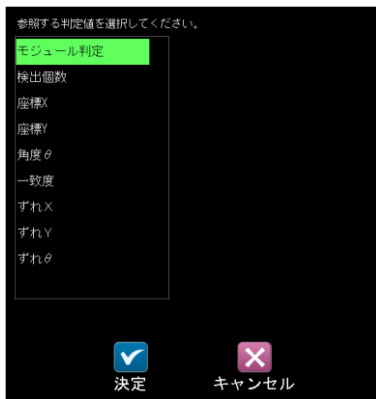 参照する判定値を選択してください。
モジュール判定
検出個数
座標X
座標Y
角度θ
一致度
ずれX
ずれY
ずれθ
決定
キャンセル